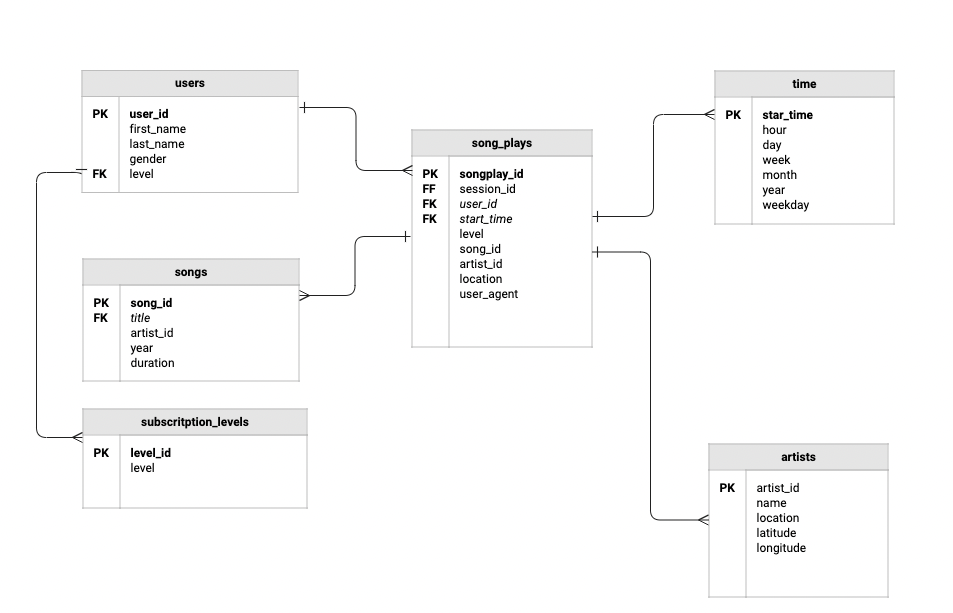 users
PK user_id
first_name
last_name
gender
FK level
songs
PK song_id
FK title
artist_id
year
duration
subscritption_levels
PK level_id
level
song_plays
PK songplay_id
FF session_id
FK user_id
FK start_time
level
song_id
artist_id
location
user_agent
time
PK star_time
hour
day
week
month
year
weekday
artists
PK artist_id
name
location
latitude
longitude